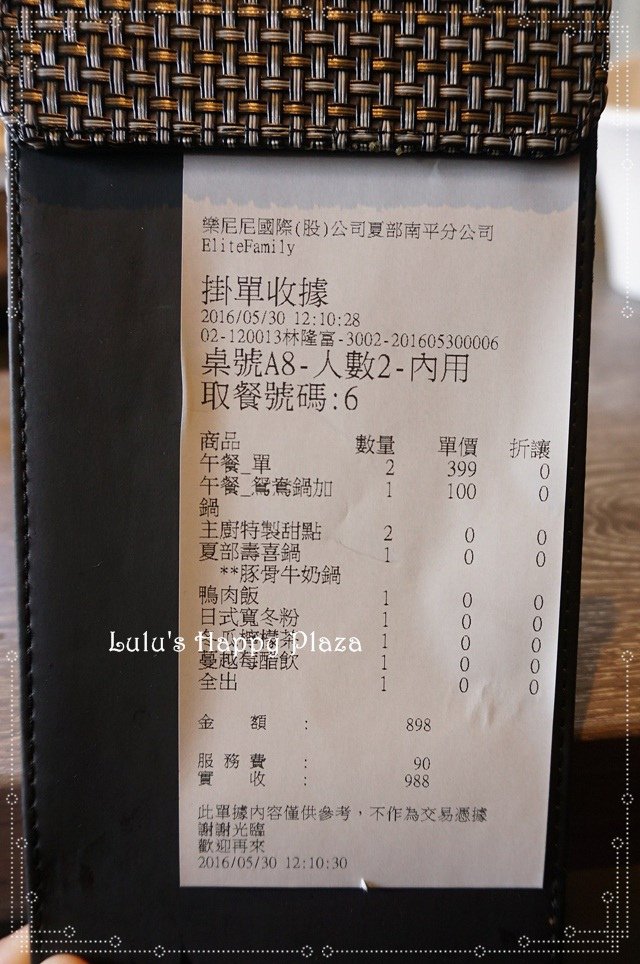 樂尼尼國際(股)公司夏部南平分公司
EliteFamily
掛單收據
2016/05/30 12:10:28
02-120013林隆富-3002-201605300006
桌號A8-人數2-內用
取餐號碼:6
商品 數量 單價 折讓
午餐_單 2 399 0
午餐_鴛鴦鍋加 1 100 0
鍋
主廚特製甜點 2 0 0
夏部壽喜鍋 1 0 0
**豚骨牛奶鍋
鴨肉飯 1 0 0
日式寬冬粉 1 0 0
檸檬茶 1 0 0
Lulu's Happy Plaza
蔓越莓醋飲 1 0 0
全出 1 0 0
金額: 898
服務費: 90
實收: 988
此單據內容僅供參考，不作為交易憑據
謝謝光臨
歡迎再來
2016/05/30 12:10:30